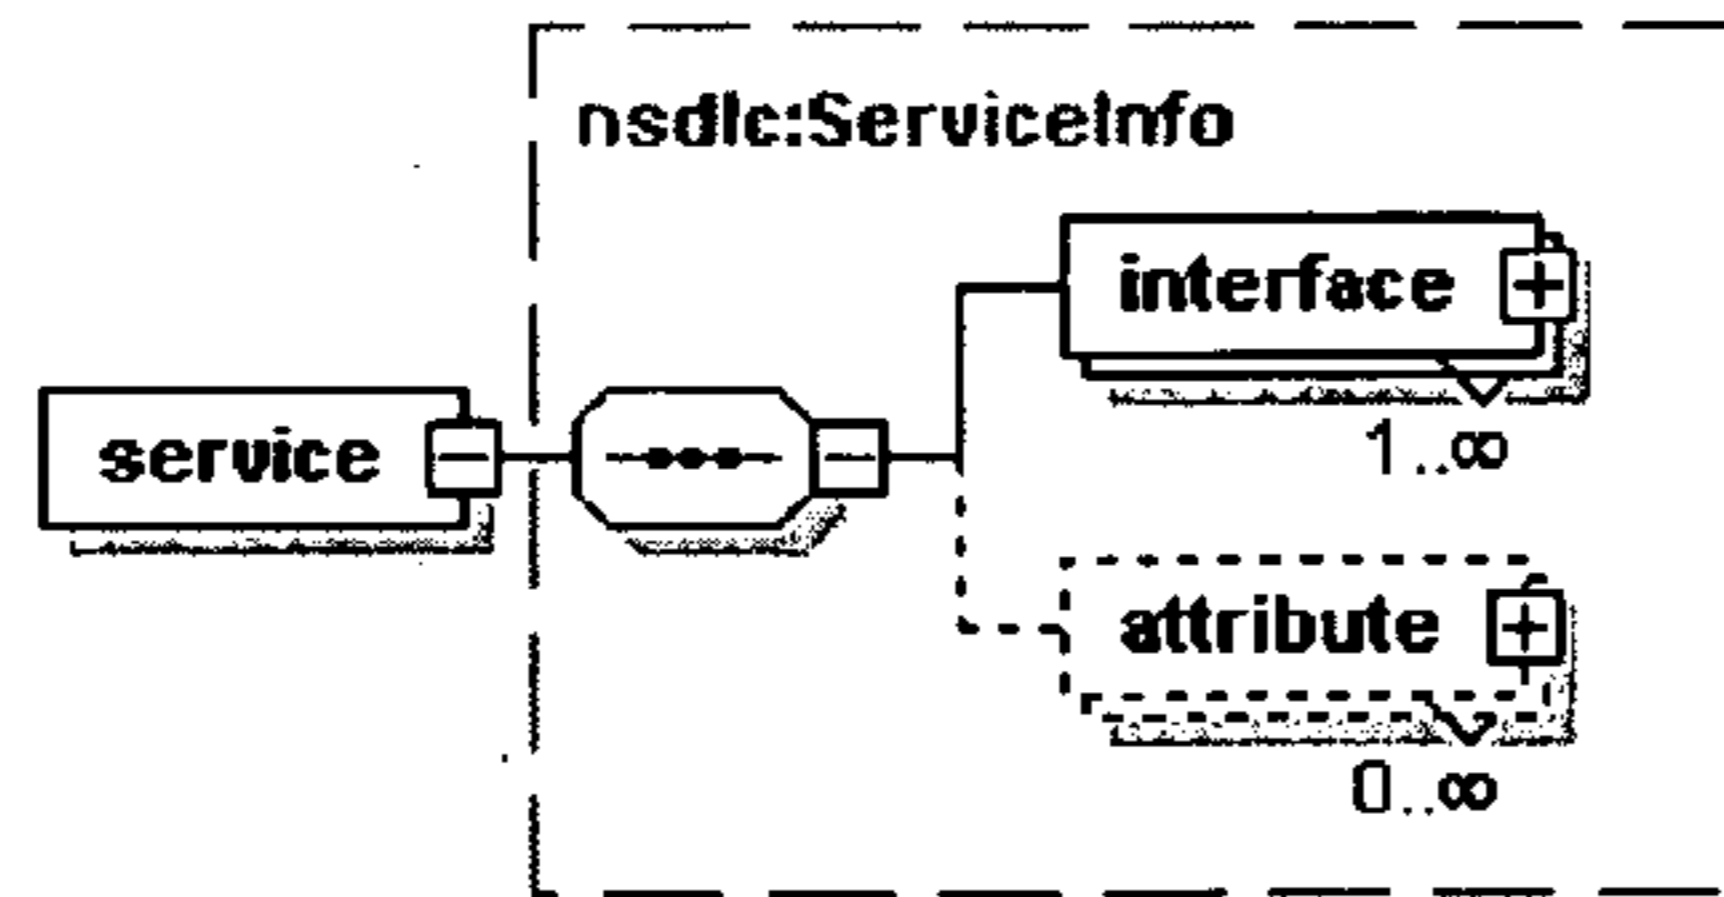 nsdlc:ServiceInfo
interface
1..∞
service
attribute
0..∞